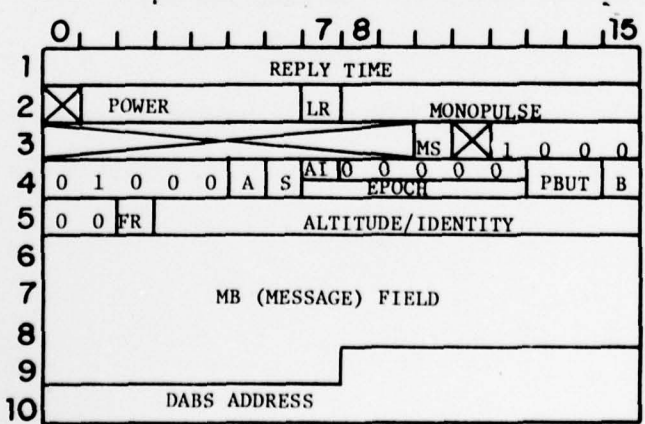 0 7 8 15
1 REPLY TIME
2 POWER LR MONOPULSE
3 MS 1 0 0 0
AI 0 0 0 0 0
4 0 1 0 0 0 A S EPOCH PBUT B
5 0 0 FR ALTITUDE/IDENTITY
6
7 MB (MESSAGE) FIELD
8
9
10 DABS ADDRESS